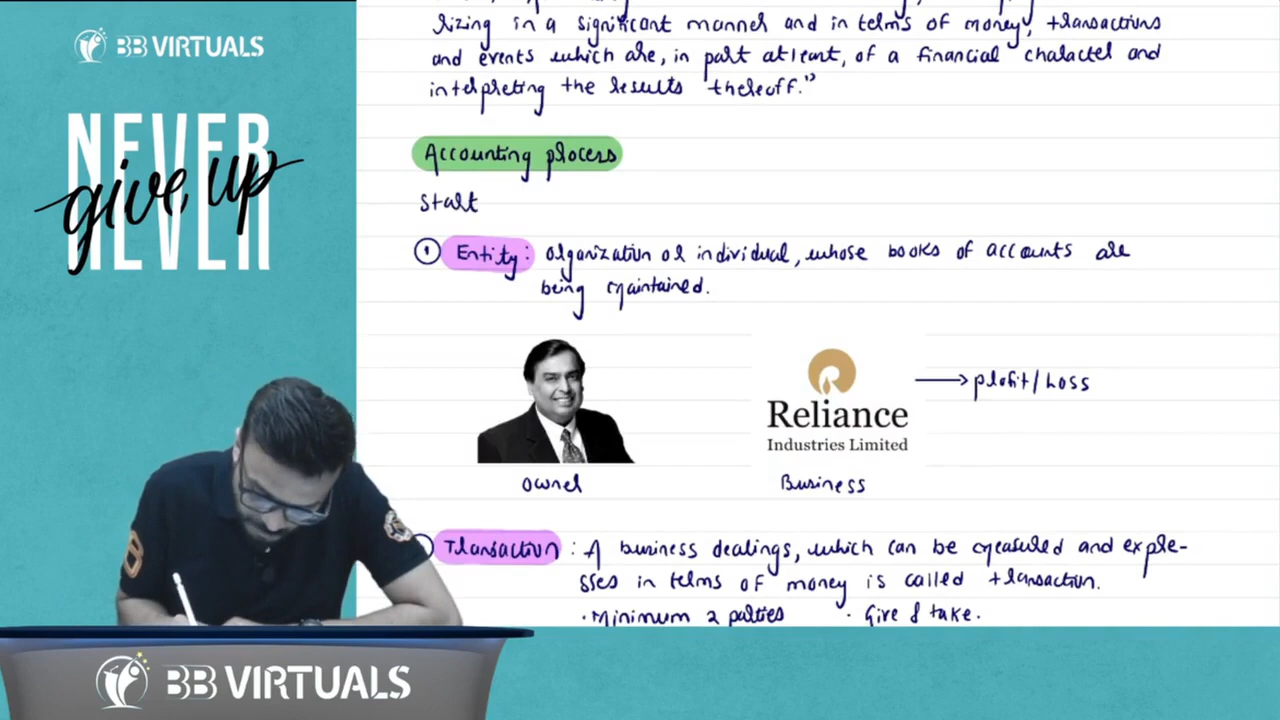 BB VIRTUALS
NEVER
give up
NEVER
rizing in a significant manner and in terms of money, transactions
and events which are, in part at least, of a financial character and
interpreting the results thereoff."
Accounting process
start
1 Entity: Organization or individual, whose books of accounts are
being maintained.
Reliance
Industries Limited
→ profit/Loss
owner
Business
Transaction : A business dealings, which can be measured and expre-
sses in terms of money is called transaction.
· Minimum 2 parties · Give & take.
BB VIRTUALS